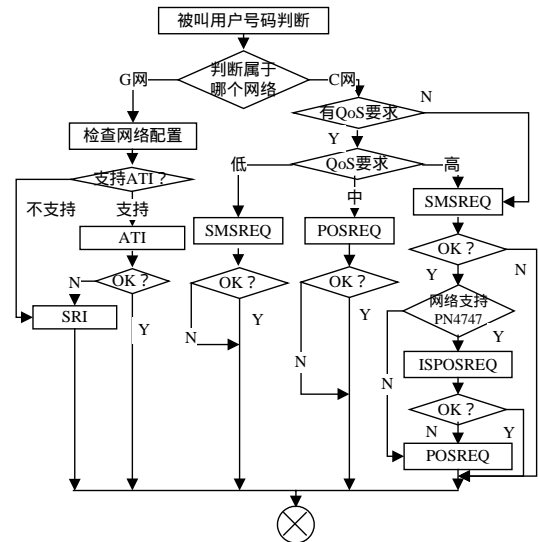 被叫用户号码判断
判断属于
哪个网络
G网
C网
有QoS要求
N
Y
检查网络配置
QoS要求
低
中
高
支持ATI？
不支持
支持
ATI
SMSREQ
POSREQ
SMSREQ
OK？
N
Y
SRI
OK？
N
Y
OK？
N
Y
OK？
Y
N
网络支持
PN4747
Y
N
ISPOSREQ
OK？
N
Y
POSREQ